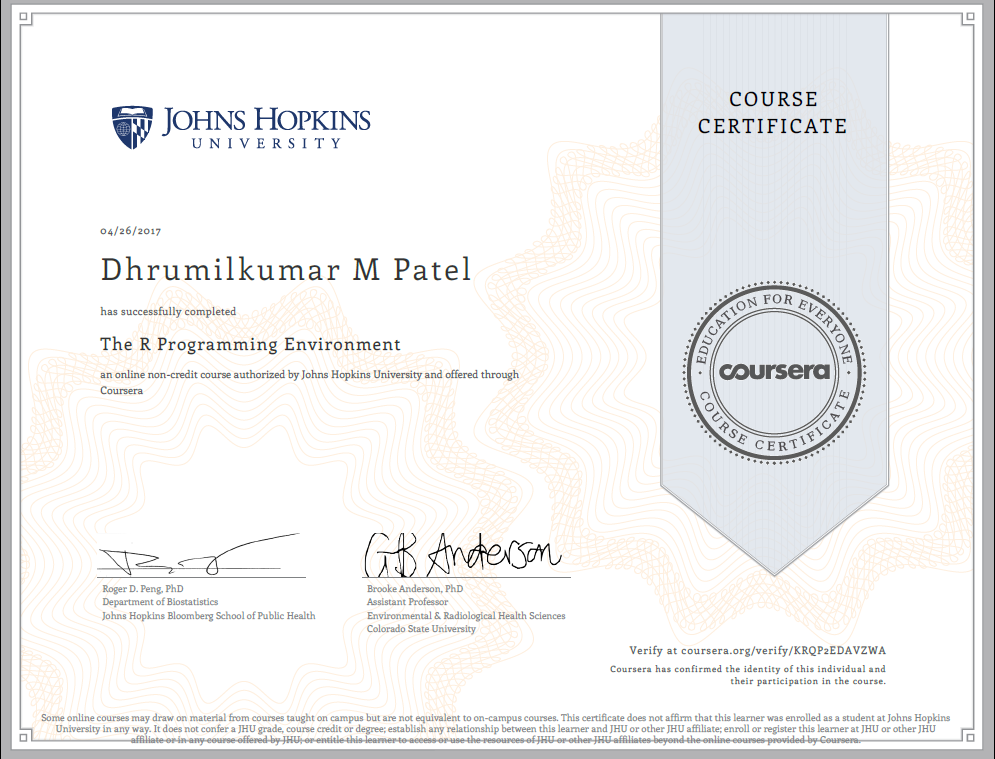 JOHNS HOPKINS
UNIVERSITY
COURSE
CERTIFICATE
04/26/2017
Dhrumilkumar M Patel
has successfully completed
The R Programming Environment
an online non-credit course authorized by Johns Hopkins University and offered through
Coursera
EDUCATION FOR EVERYONE
coursera
COURSE CERTIFICATE
GB Anderson
Roger D. Peng, PhD
Department of Biostatistics
Johns Hopkins Bloomberg School of Public Health
Brooke Anderson, PhD
Assistant Professor
Environmental & Radiological Health Sciences
Colorado State University
Verify at coursera.org/verify/KRQP2EDAVZWA
Coursera has confirmed the identity of this individual and
their participation in the course.
Some online courses may draw on material from courses taught on campus but are not equivalent to on-campus courses. This certificate does not affirm that this learner was enrolled as a student at Johns Hopkins
University in any way. It does not confer a JHU grade, course credit or degree; establish any relationship between this learner and JHU or other JHU affiliate; enroll or register this learner at JHU or other JHU
affiliate or in any course offered by JHU; or entitle this learner to access or use the resources of JHU or other JHU affiliates beyond the online courses provided by Coursera.